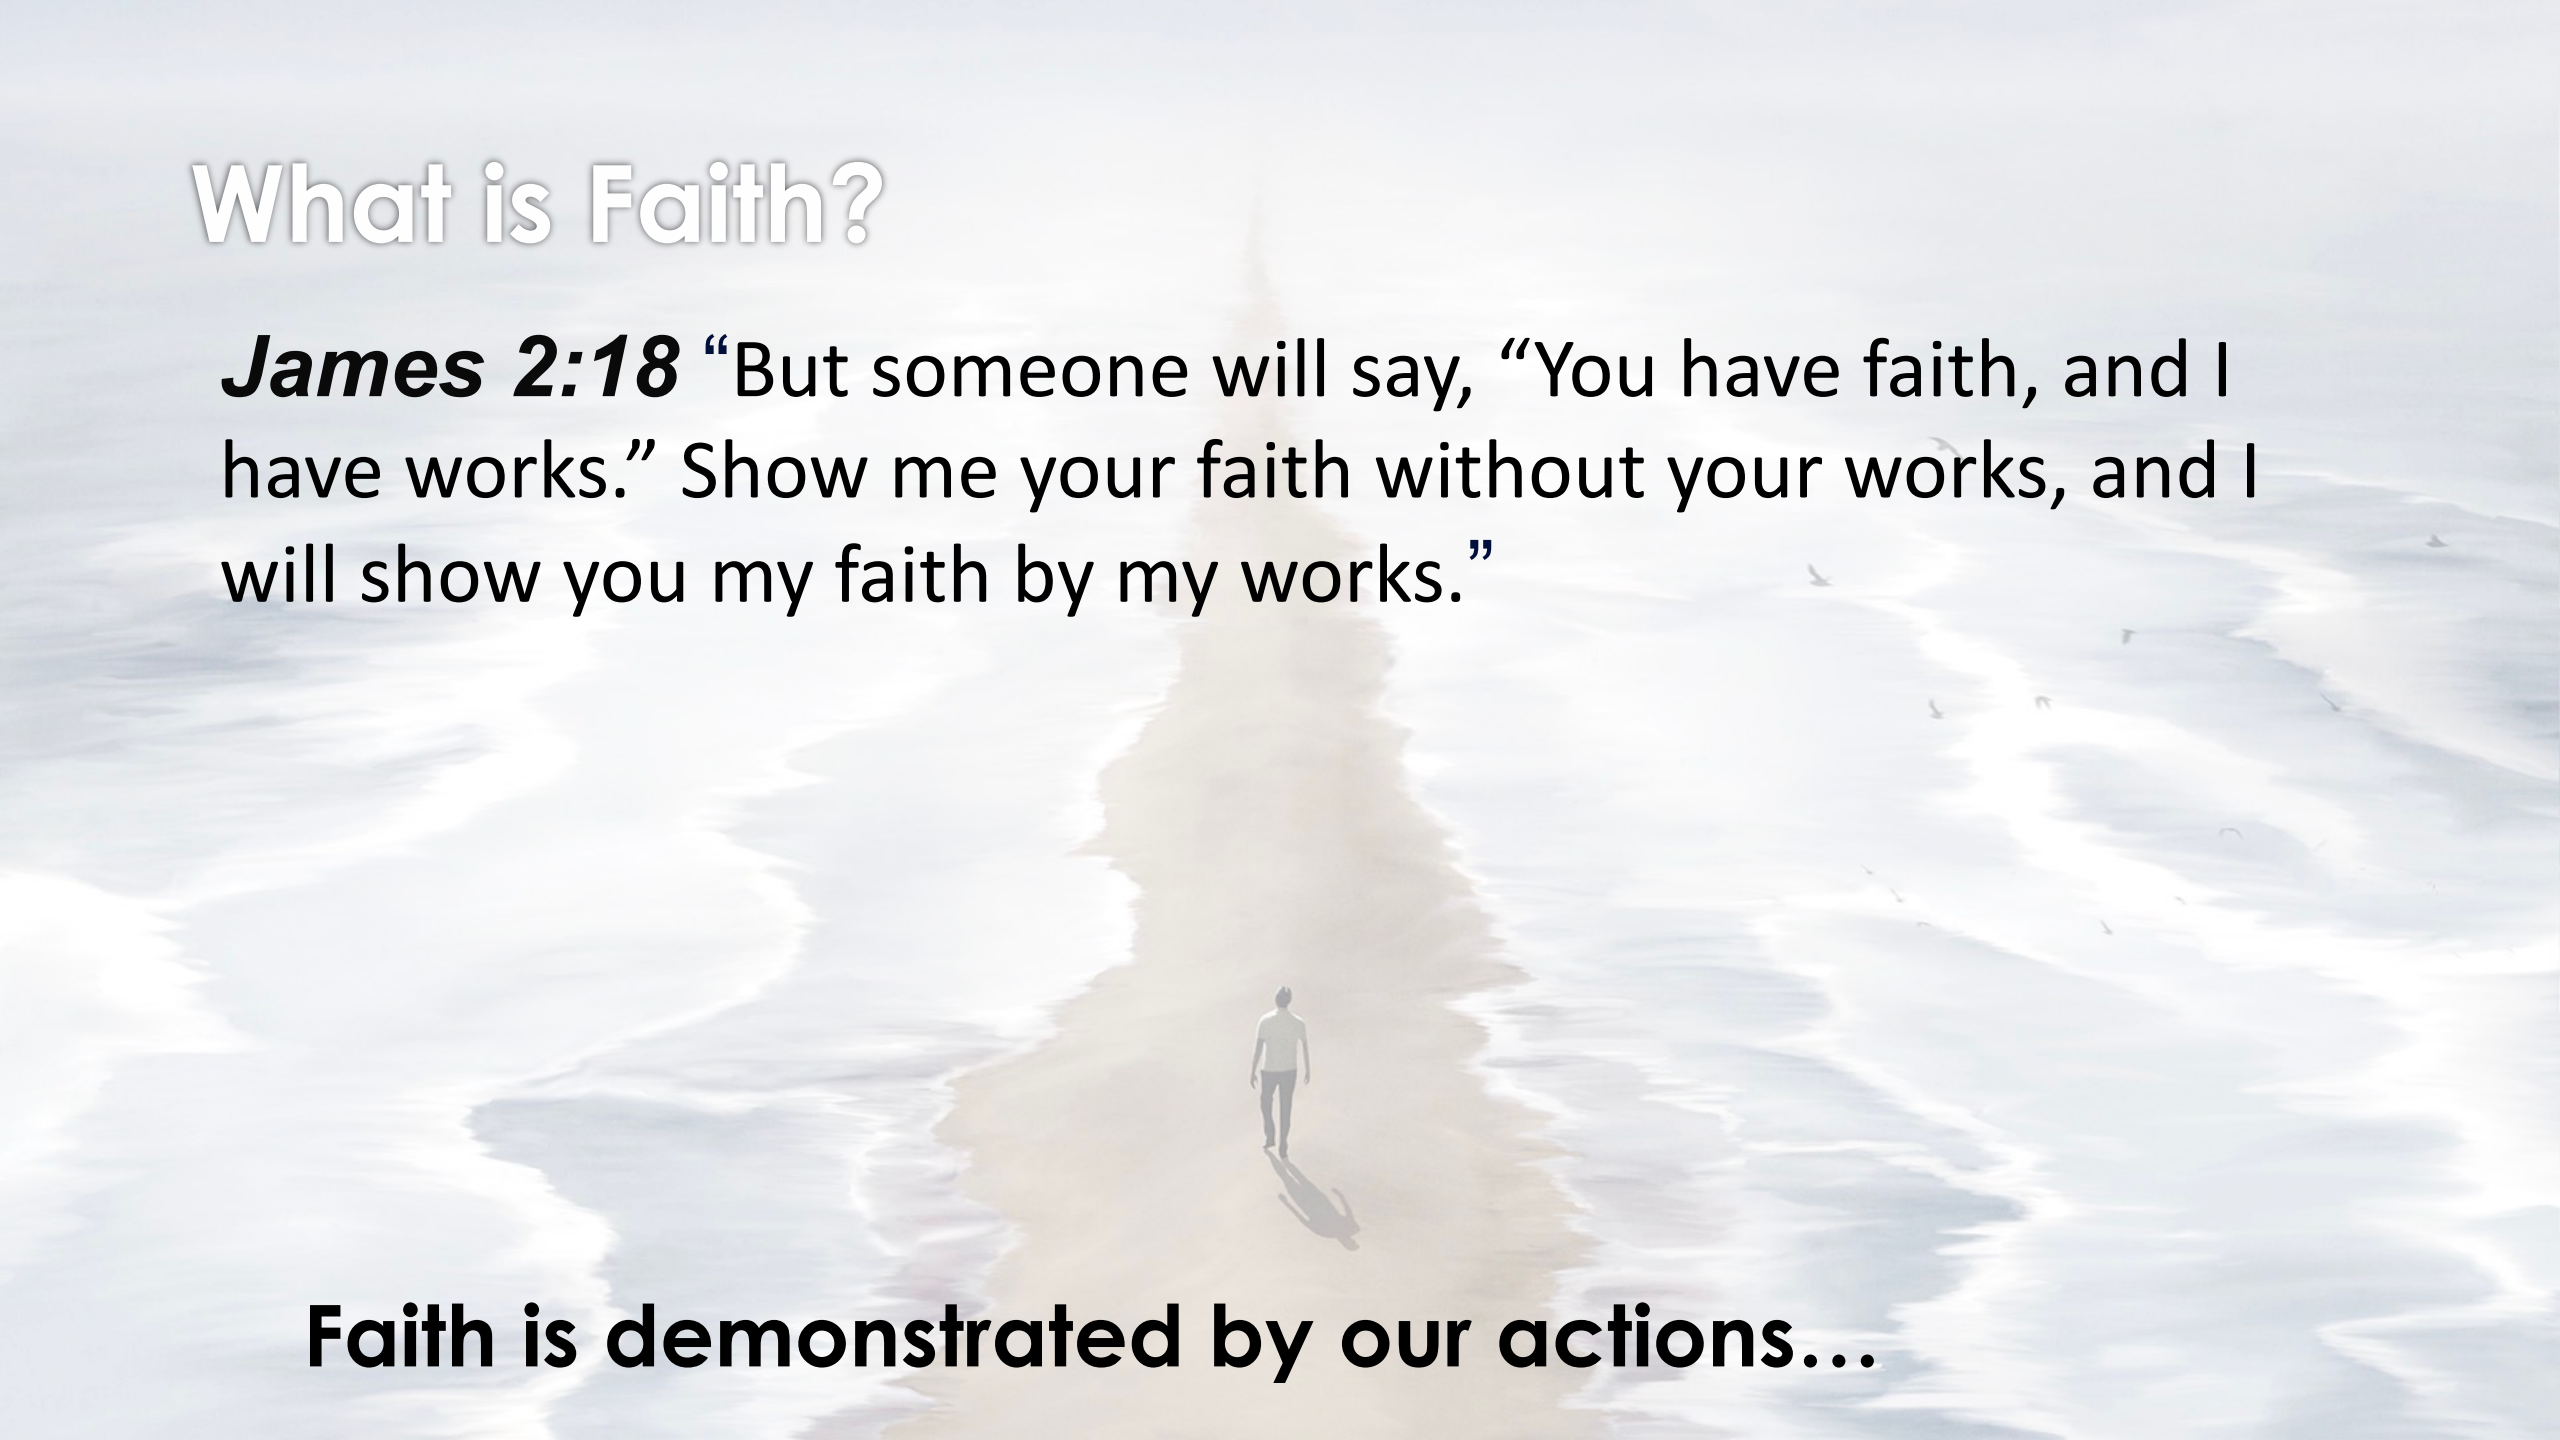 What is Faith?
James 2:18 “But someone will say, “You have faith, and I
have works.” Show me your faith without your works, and I
will show you my faith by my works.”
Faith is demonstrated by our actions…